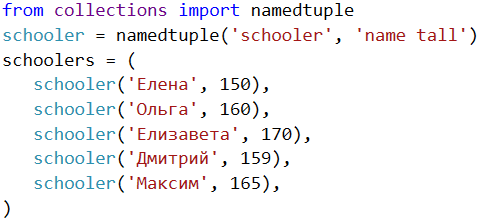 from collections import namedtuple
schooler = namedtuple('schooler', 'name tall')
schoolers = (
   schooler('Елена', 150),
   schooler('Ольга', 160),
   schooler('Елизавета', 170),
   schooler('Дмитрий', 159),
   schooler('Максим', 165),
)